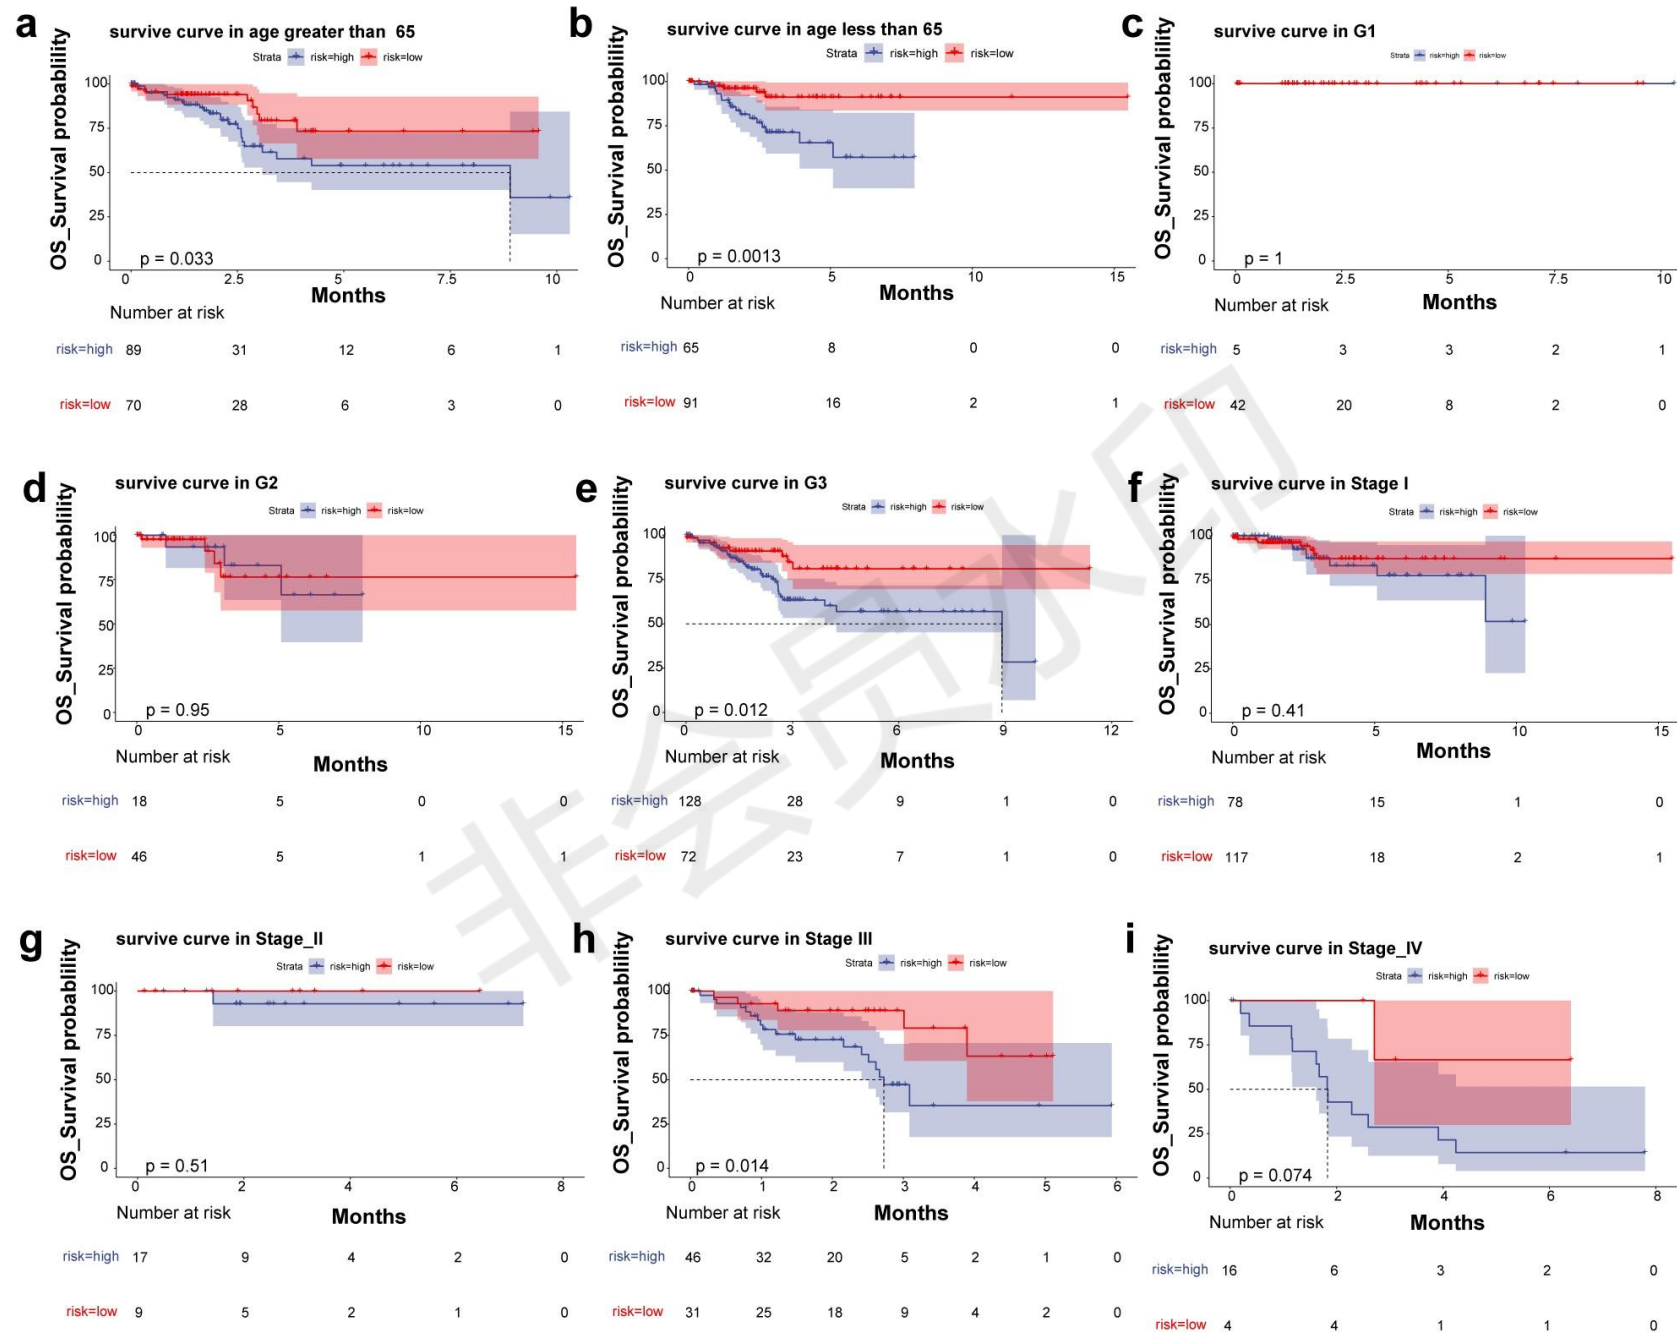 a
survive curve in age greater than 65
Strata risk=high risk=low
OS_Survival probablility
100
75
50
25
0
p = 0.033
0 2.5 5 7.5 10
Months
Number at risk
risk=high 89 31 12 6 1
risk=low 70 28 6 3 0
b
survive curve in age less than 65
Strata risk=high risk=low
OS_Survival probablility
100
75
50
25
0
p = 0.0013
0 5 10 15
Months
Number at risk
risk=high 65 8 0 0
risk=low 91 16 2 1
c
survive curve in G1
Strata risk=high risk=low
OS_Survival probablility
100
75
50
25
0
p = 1
0 2.5 5 7.5 10
Months
Number at risk
risk=high 5 3 3 2 1
risk=low 42 20 8 2 0
d
survive curve in G2
Strata risk=high risk=low
OS_Survival probablility
100
75
50
25
0
p = 0.95
0 5 10 15
Number at risk
Months
risk=high 18 5 0 0
risk=low 46 5 1 1
e
survive curve in G3
Strata risk=high risk=low
OS_Survival probablility
100
75
50
25
0
p = 0.012
0 3 6 9 12
Number at risk
Months
risk=high 128 28 9 1 0
risk=low 72 23 7 1 0
f
survive curve in Stage I
Strata risk=high risk=low
OS_Survival probablility
100
75
50
25
0
p = 0.41
0 5 10 15
Months
Number at risk
risk=high 78 15 1 0
risk=low 117 18 2 1
g
survive curve in Stage_II
Strata risk=high risk=low
OS_Survival probablility
100
75
50
25
0
p = 0.51
0 2 4 6 8
Number at risk
Months
risk=high 17 9 4 2 0
risk=low 9 5 2 1 0
h
survive curve in Stage III
Strata risk=high risk=low
OS_Survival probablility
100
75
50
25
0
p = 0.014
0 1 2 3 4 5 6
Number at risk
Months
risk=high 46 32 20 5 2 1 0
risk=low 31 25 18 9 4 2 0
i
survive curve in Stage_IV
Strata risk=high risk=low
OS_Survival probablility
100
75
50
25
0
p = 0.074
0 2 4 6 8
Number at risk
Months
risk=high 16 6 3 2 0
risk=low 4 4 1 1 0
非会员水印